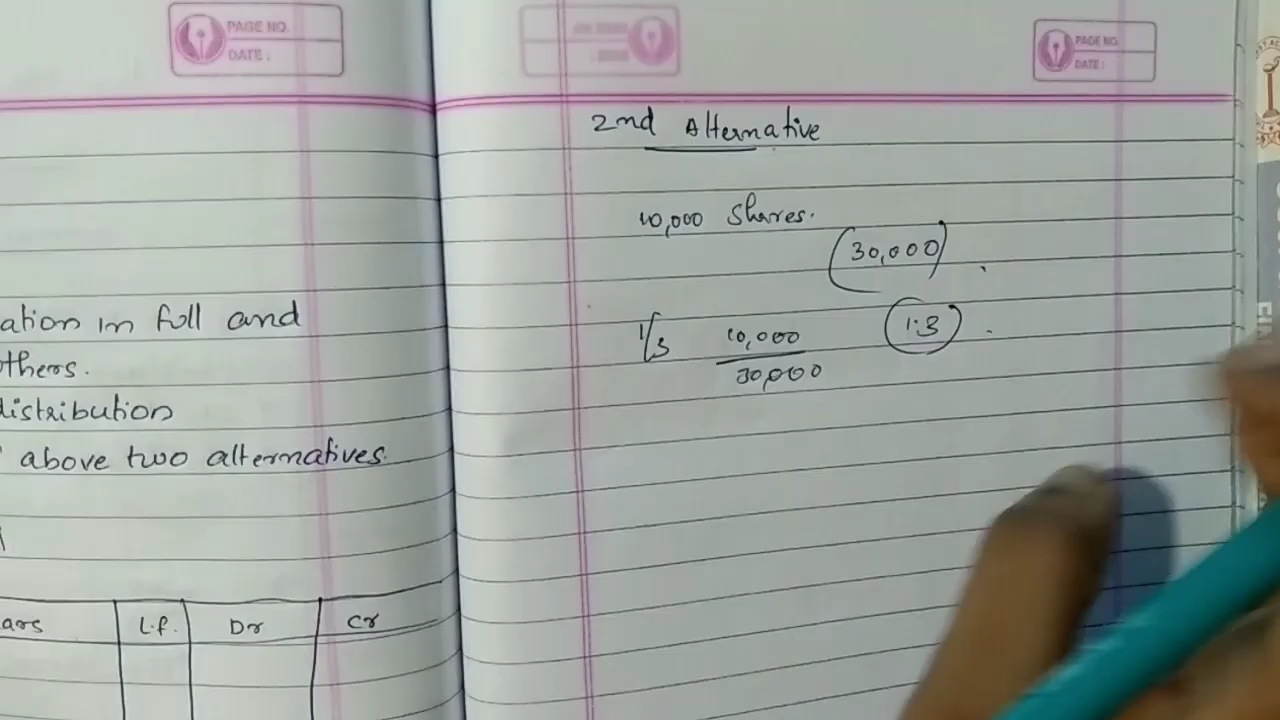 PAGE NO.
DATE :
PAGE NO.
DATE :
ation in full and
thers.
distribution
above two alternatives.
ars L.f. Dr Cr
2nd Alternative
10,000 Shares.
(30,000)
1/3 10,000 1:3
30,000